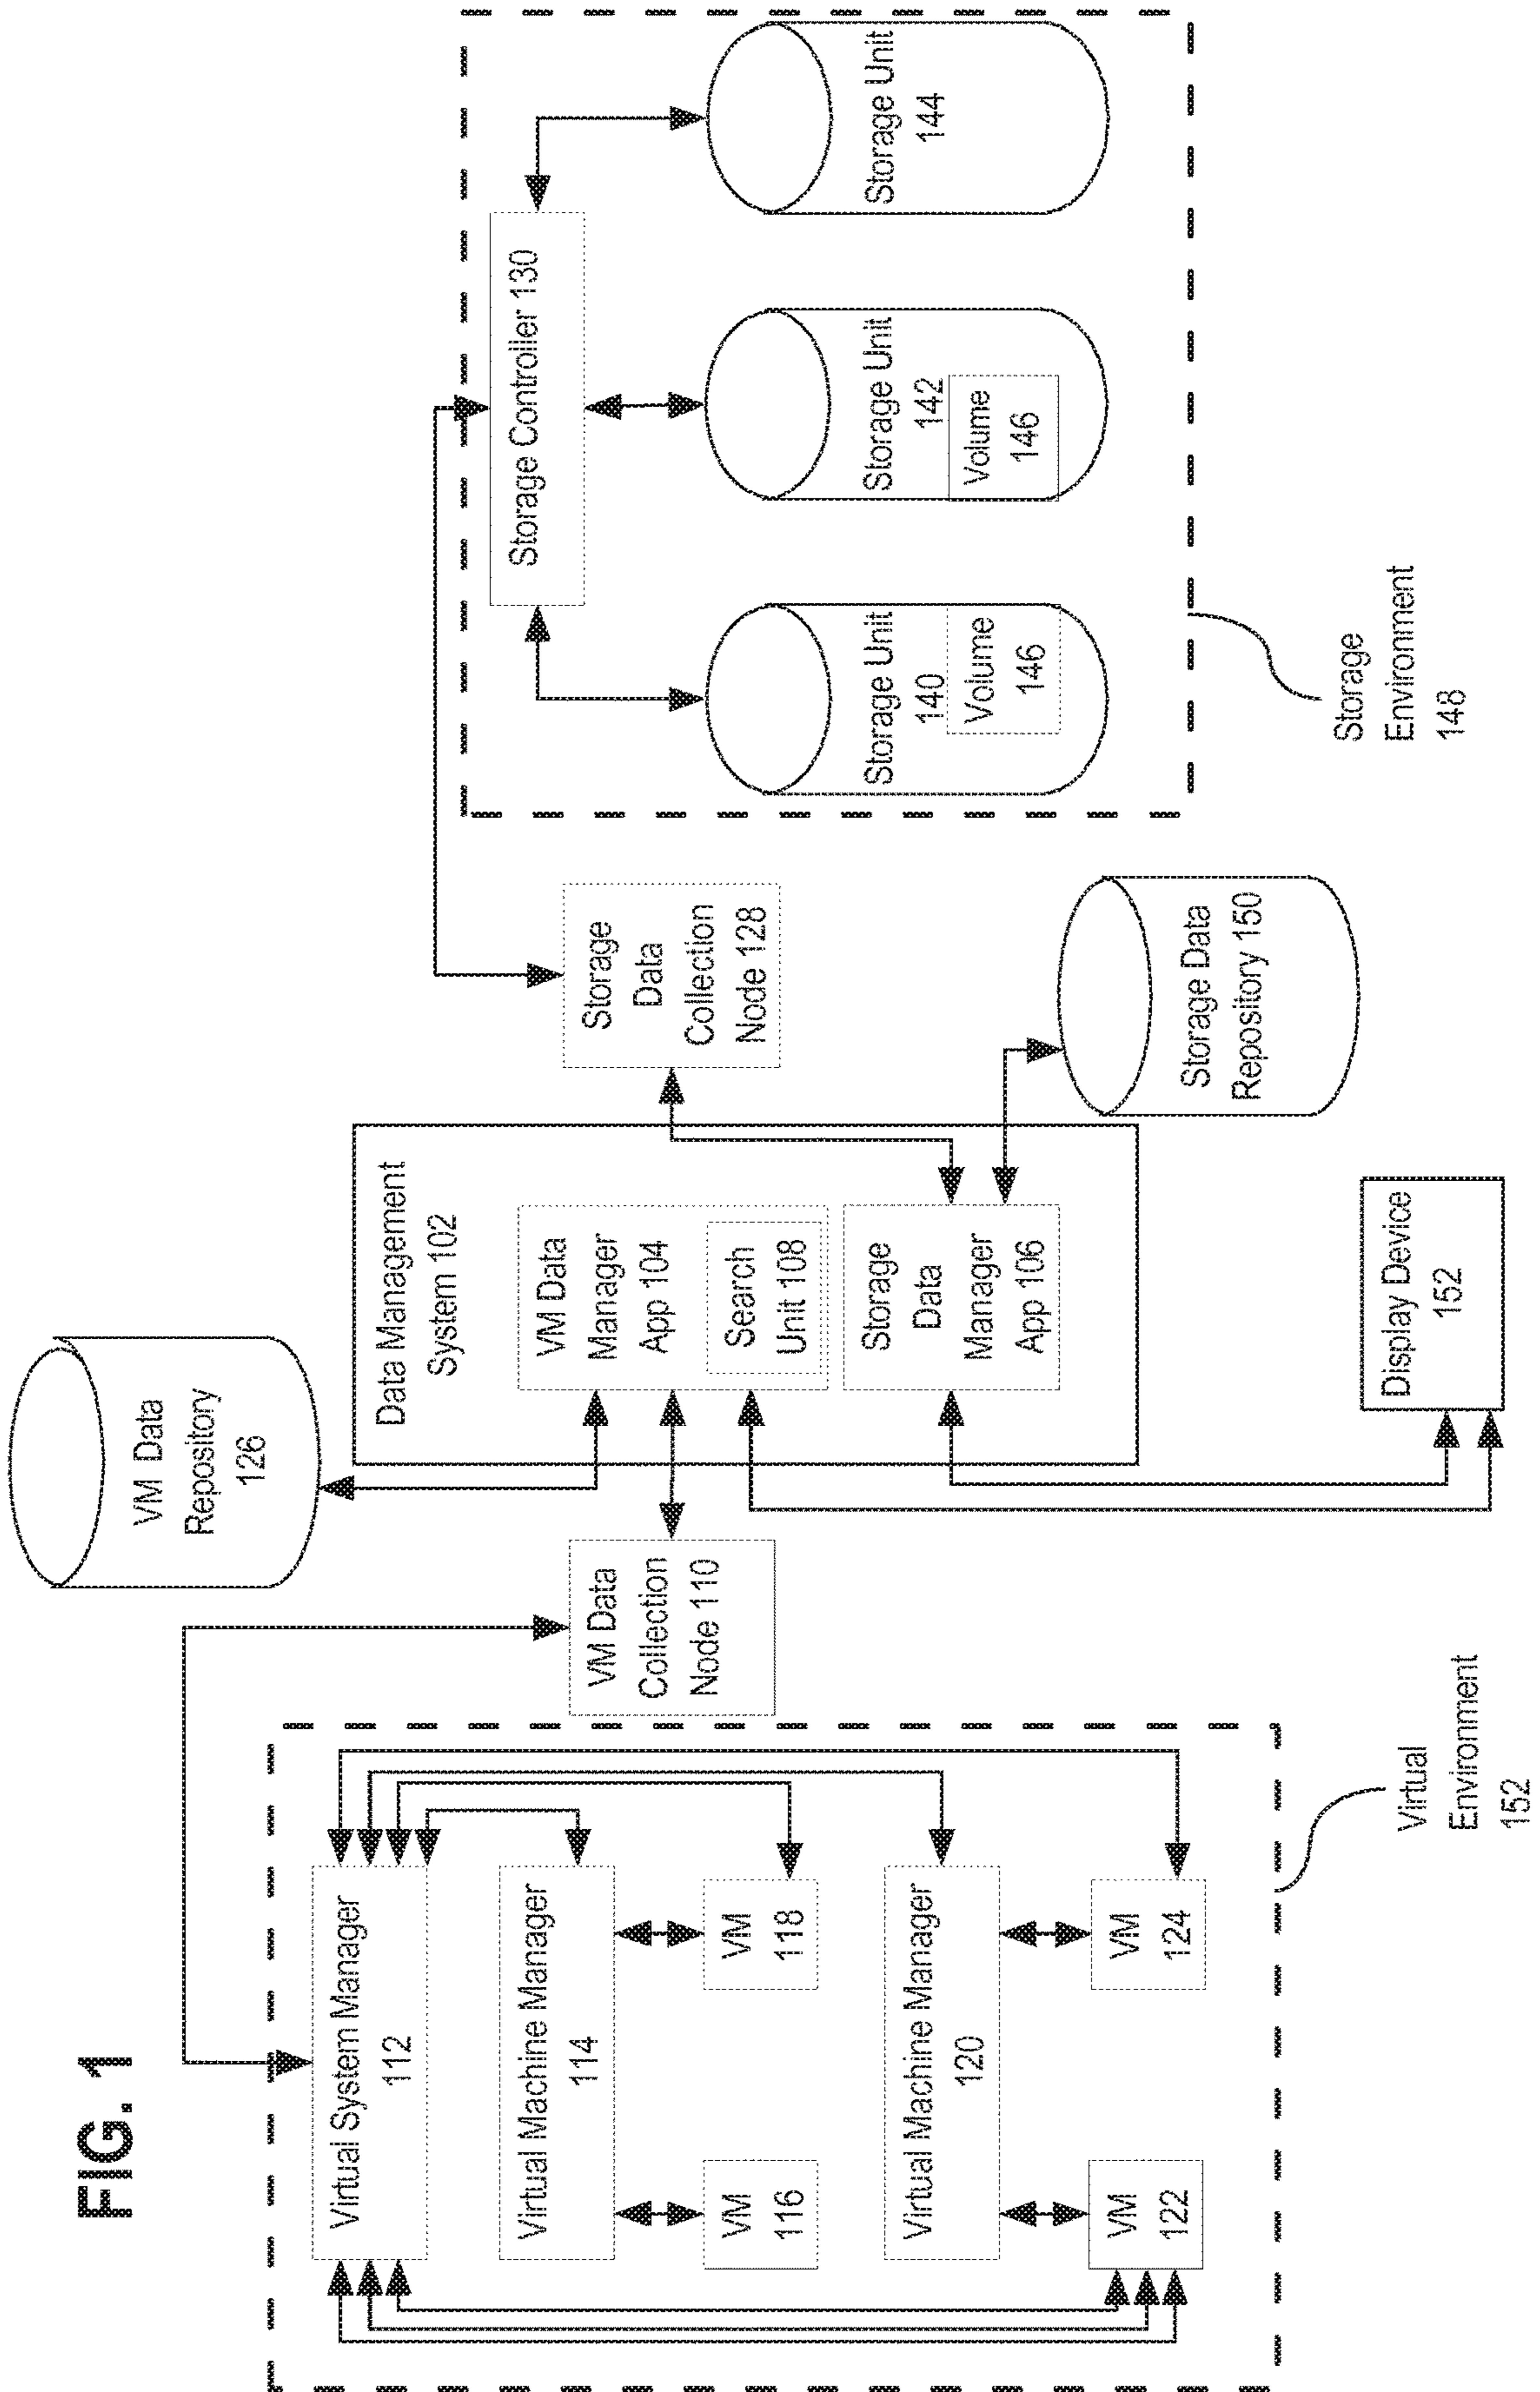 FIG. 1
Virtual System Manager
112
Virtual Machine Manager
114
VM
116
VM
118
Virtual Machine Manager
120
VM
122
VM
124
Virtual
Environment
152
VM Data
Collection
Node 110
VM Data
Repository
126
Data Management
System 102
VM Data
Manager
App 104
Search
Unit 108
Storage
Data
Manager
App 106
Display Device
152
Storage
Data
Collection
Node 128
Storage Data
Repository 150
Storage Controller 130
Storage Unit
140
Volume
146
Storage Unit
142
Volume
146
Storage Unit
144
Storage
Environment
148